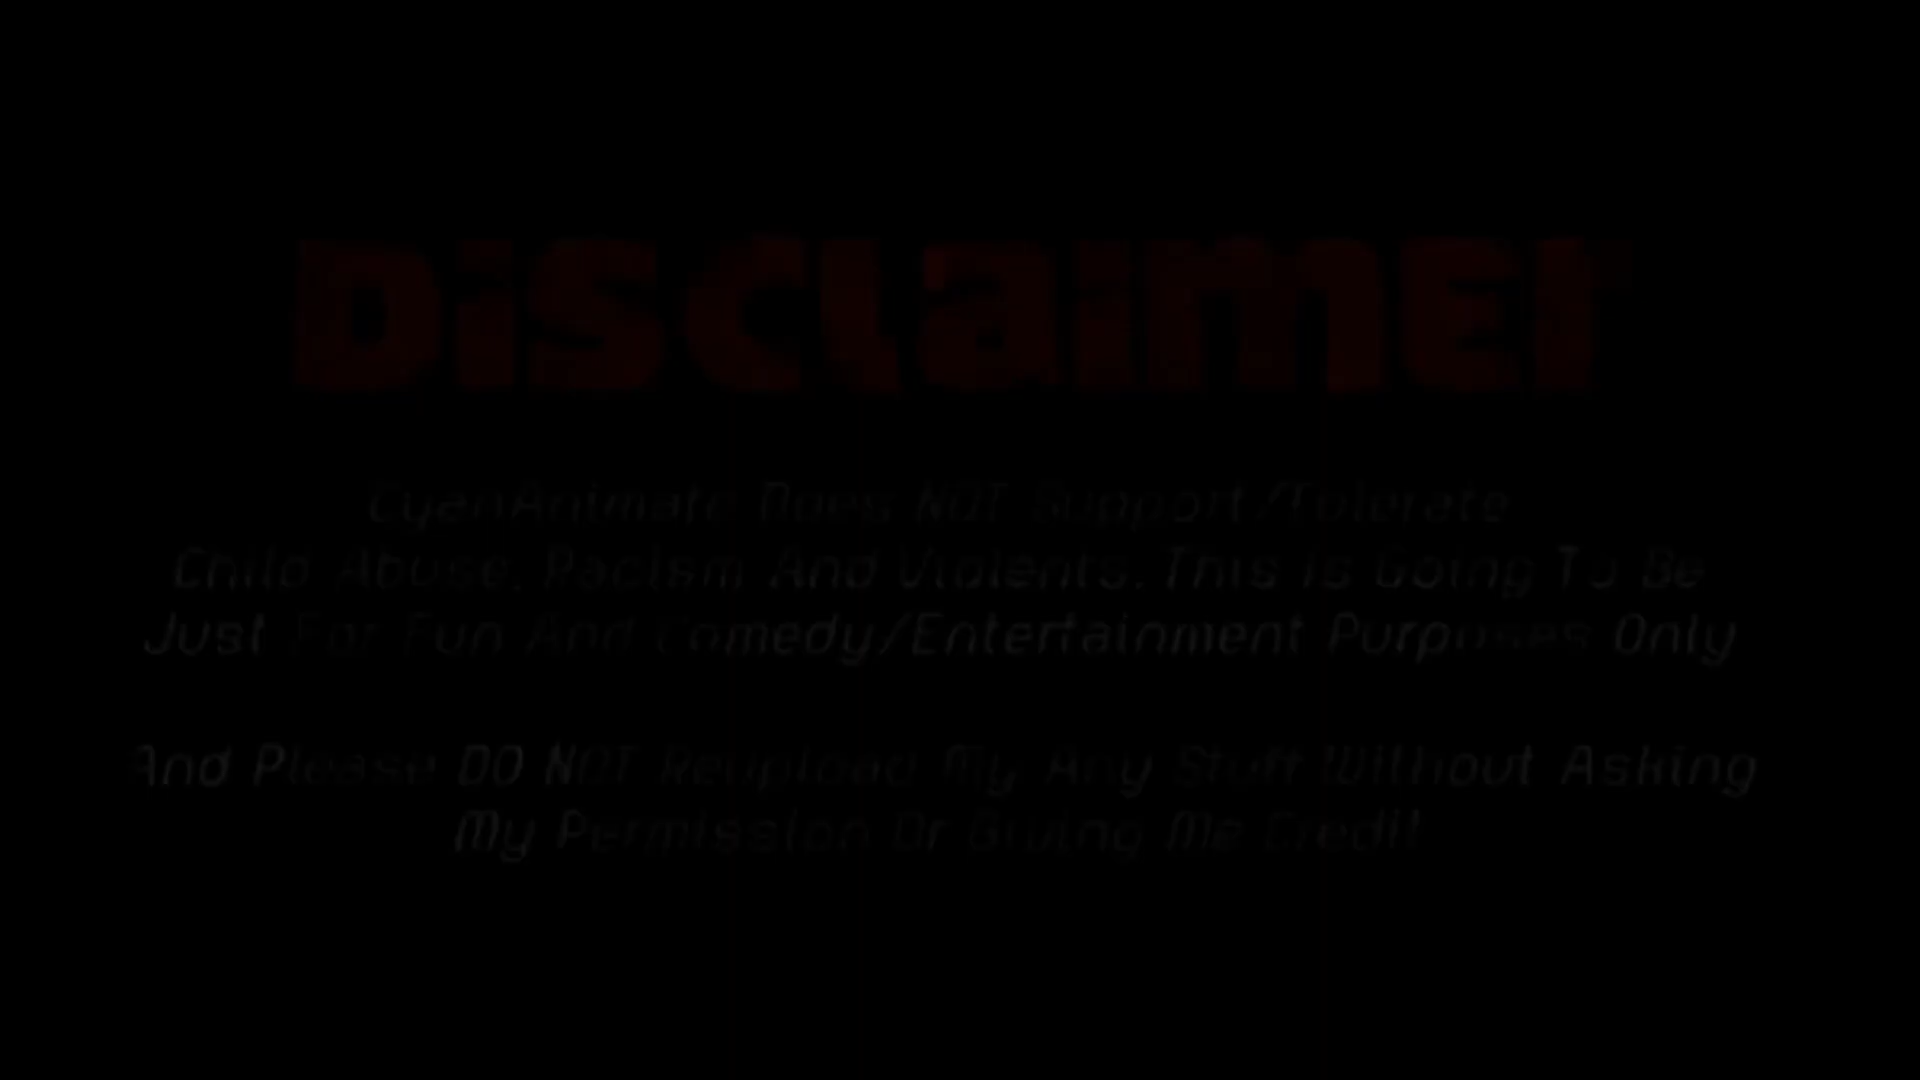 Disclaimer
CyanAnimate Does NOT Support/Tolerate
Child Abuse, Racism And Violents, This Is Going To Be
Just For Fun And Comedy/Entertainment Purposes Only
And Please DO NOT Reupload My Any Stuff Without Asking
My Permission Or Giving Me Credit